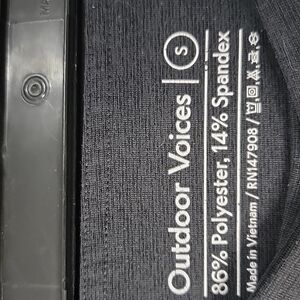 Outdoor Voices | S
86% Polyester, 14% Spandex
Made in Vietnam / RN147908 /